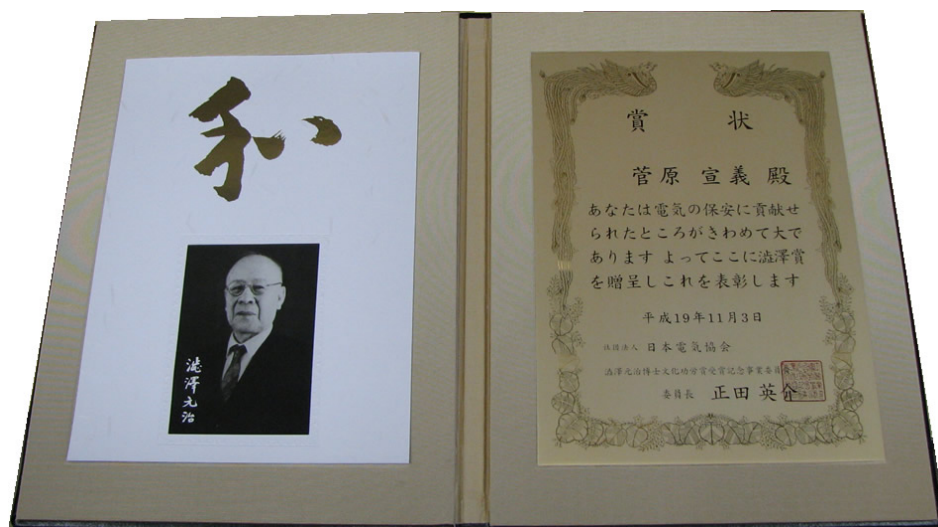 和
澁澤元治
賞状
菅原 宣義 殿
あなたは電気の保安に貢献せ
られたところがきわめて大で
あります よってここに澁澤賞
を贈呈しこれを表彰します
平成19年11月3日
社団法人 日本電気協会
澁澤元治博士文化功労賞受賞記念事業委員
委員長 正田英介